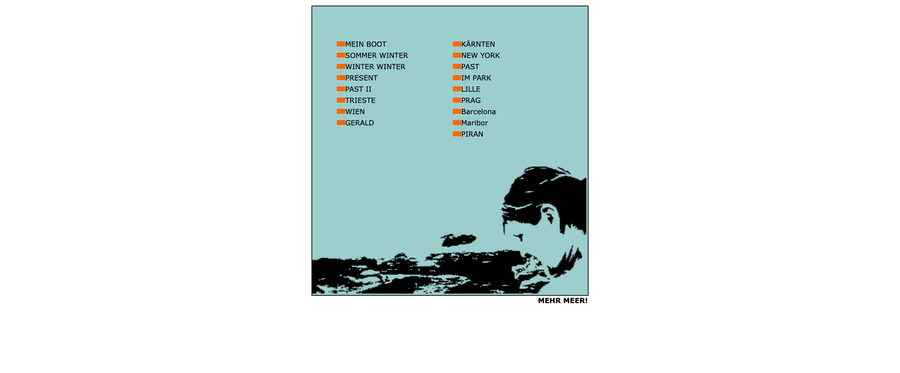 MEIN BOOT
SOMMER WINTER
WINTER WINTER
PRESENT
PAST II
TRIESTE
WIEN
GERALD
KÄRNTEN
NEW YORK
PAST
IM PARK
LILLE
PRAG
Barcelona
Maribor
PIRAN
MEHR MEER!